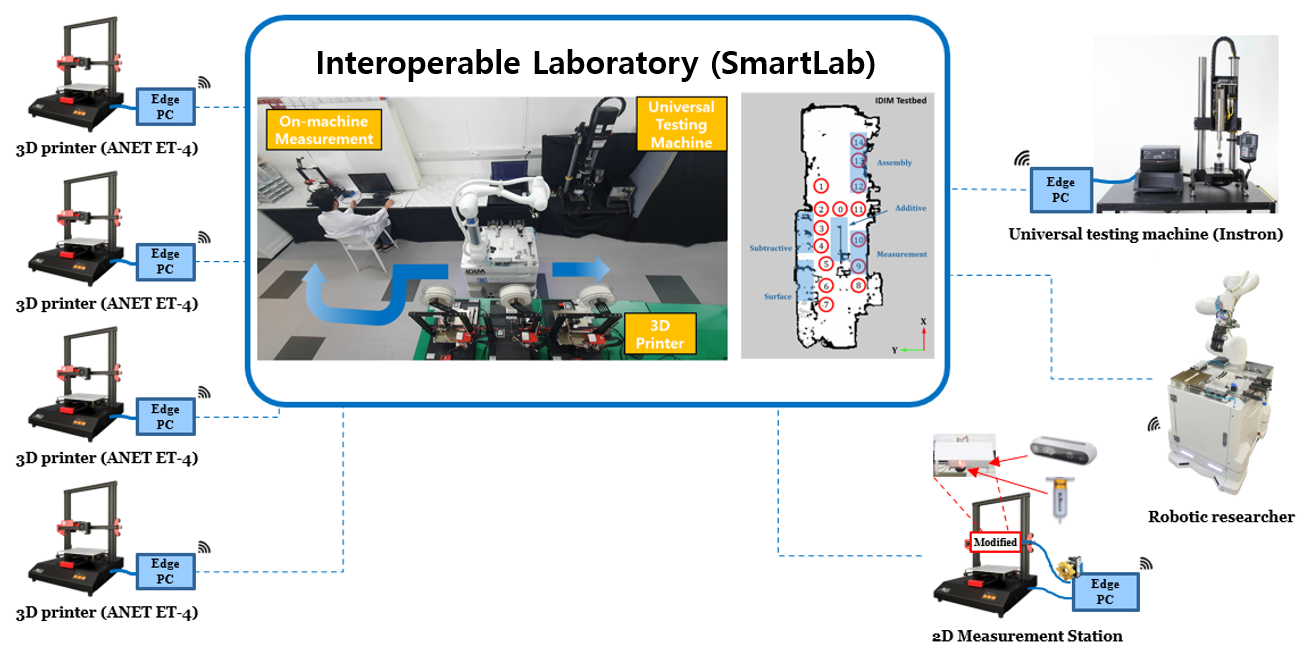 Interoperable Laboratory (SmartLab)
Edge
PC
3D printer (ANET ET-4)
Edge
PC
3D printer (ANET ET-4)
Edge
PC
3D printer (ANET ET-4)
Edge
PC
3D printer (ANET ET-4)
On-machine
Measurement
Universal
Testing
Machine
IDIM
3D
Printer
IDIM Testbed
14
13
Assembly
1
12
2
0
11
Additive
3
Subtractive
4
10
Measurement
5
9
Surface
6
8
7
X
Y
Edge
PC
Universal testing machine (Instron)
Robotic researcher
Modified
Edge
PC
2D Measurement Station